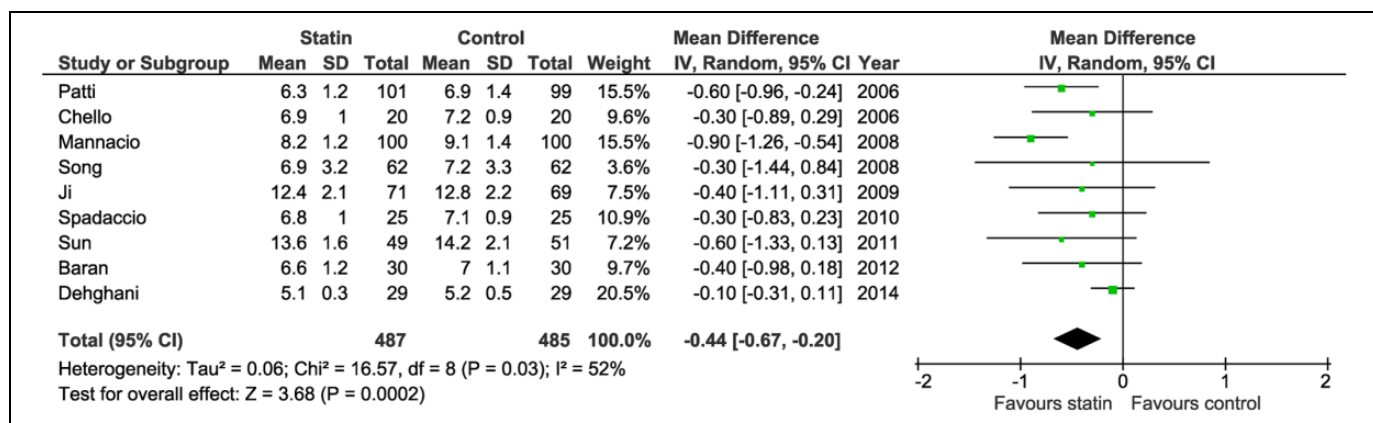 Statin Control Mean Difference Mean Difference
Study or Subgroup Mean SD Total Mean SD Total Weight IV, Random, 95% CI Year IV, Random, 95% CI
Patti 6.3 1.2 101 6.9 1.4 99 15.5% -0.60 [-0.96, -0.24] 2006
Chello 6.9 1 20 7.2 0.9 20 9.6% -0.30 [-0.89, 0.29] 2006
Mannacio 8.2 1.2 100 9.1 1.4 100 15.5% -0.90 [-1.26, -0.54] 2008
Song 6.9 3.2 62 7.2 3.3 62 3.6% -0.30 [-1.44, 0.84] 2008
Ji 12.4 2.1 71 12.8 2.2 69 7.5% -0.40 [-1.11, 0.31] 2009
Spadaccio 6.8 1 25 7.1 0.9 25 10.9% -0.30 [-0.83, 0.23] 2010
Sun 13.6 1.6 49 14.2 2.1 51 7.2% -0.60 [-1.33, 0.13] 2011
Baran 6.6 1.2 30 7 1.1 30 9.7% -0.40 [-0.98, 0.18] 2012
Dehghani 5.1 0.3 29 5.2 0.5 29 20.5% -0.10 [-0.31, 0.11] 2014
Total (95% CI) 487 485 100.0% -0.44 [-0.67, -0.20]
Heterogeneity: Tau² = 0.06; Chi² = 16.57, df = 8 (P = 0.03); I² = 52%
Test for overall effect: Z = 3.68 (P = 0.0002)
-2 -1 0 1 2
Favours statin Favours control